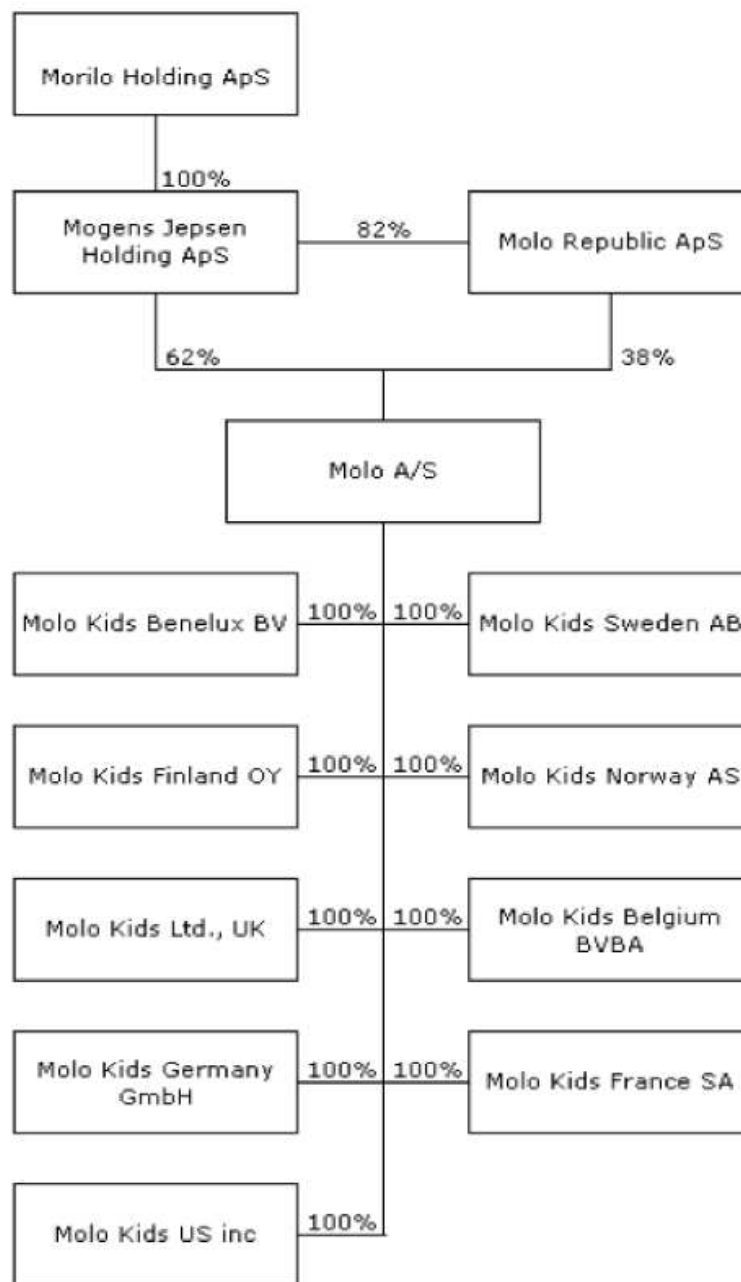 Morilo Holding ApS
100%
Mogens Jepsen
Holding ApS
82%
Molo Republic ApS
62%
38%
Molo A/S
Molo Kids Benelux BV
100%
100%
Molo Kids Sweden AB
Molo Kids Finland OY
100%
100%
Molo Kids Norway AS
Molo Kids Ltd., UK
100%
100%
Molo Kids Belgium
BVBA
Molo Kids Germany
GmbH
100%
100%
Molo Kids France SA
Molo Kids US inc
100%